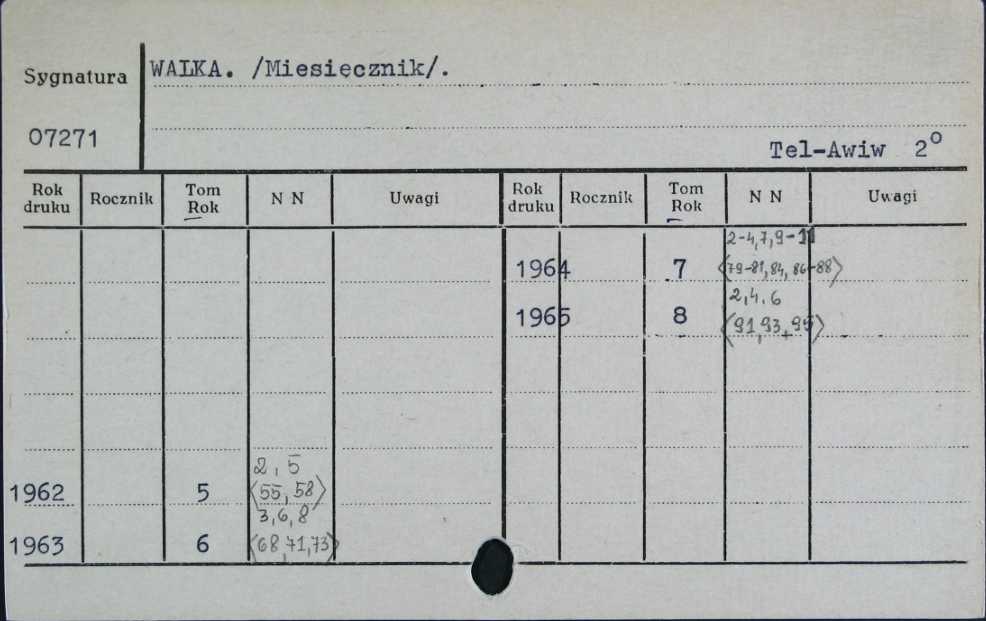 Sygnatura
WALKA. /Miesięcznik/.
07271
Tel-Awiw 2°
Rok druku Rocznik Tom Rok N N Uwagi Rok druku Rocznik Tom Rok N N Uwagi
2-4,7,9-11
1964 7 〈79-81,84,86-88〉
2,4,6
1965 8 〈91,93,95〉
2, 5
1962 5 〈55, 58〉
3,6,8
1963 6 〈68,71,73〉